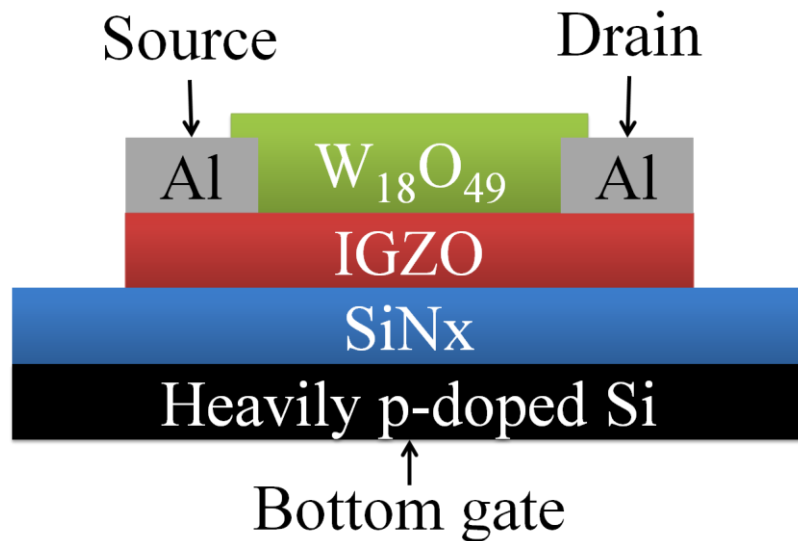 Source
Drain
Al
W₁₈O₄₉
Al
IGZO
SiNx
Heavily p-doped Si
Bottom gate